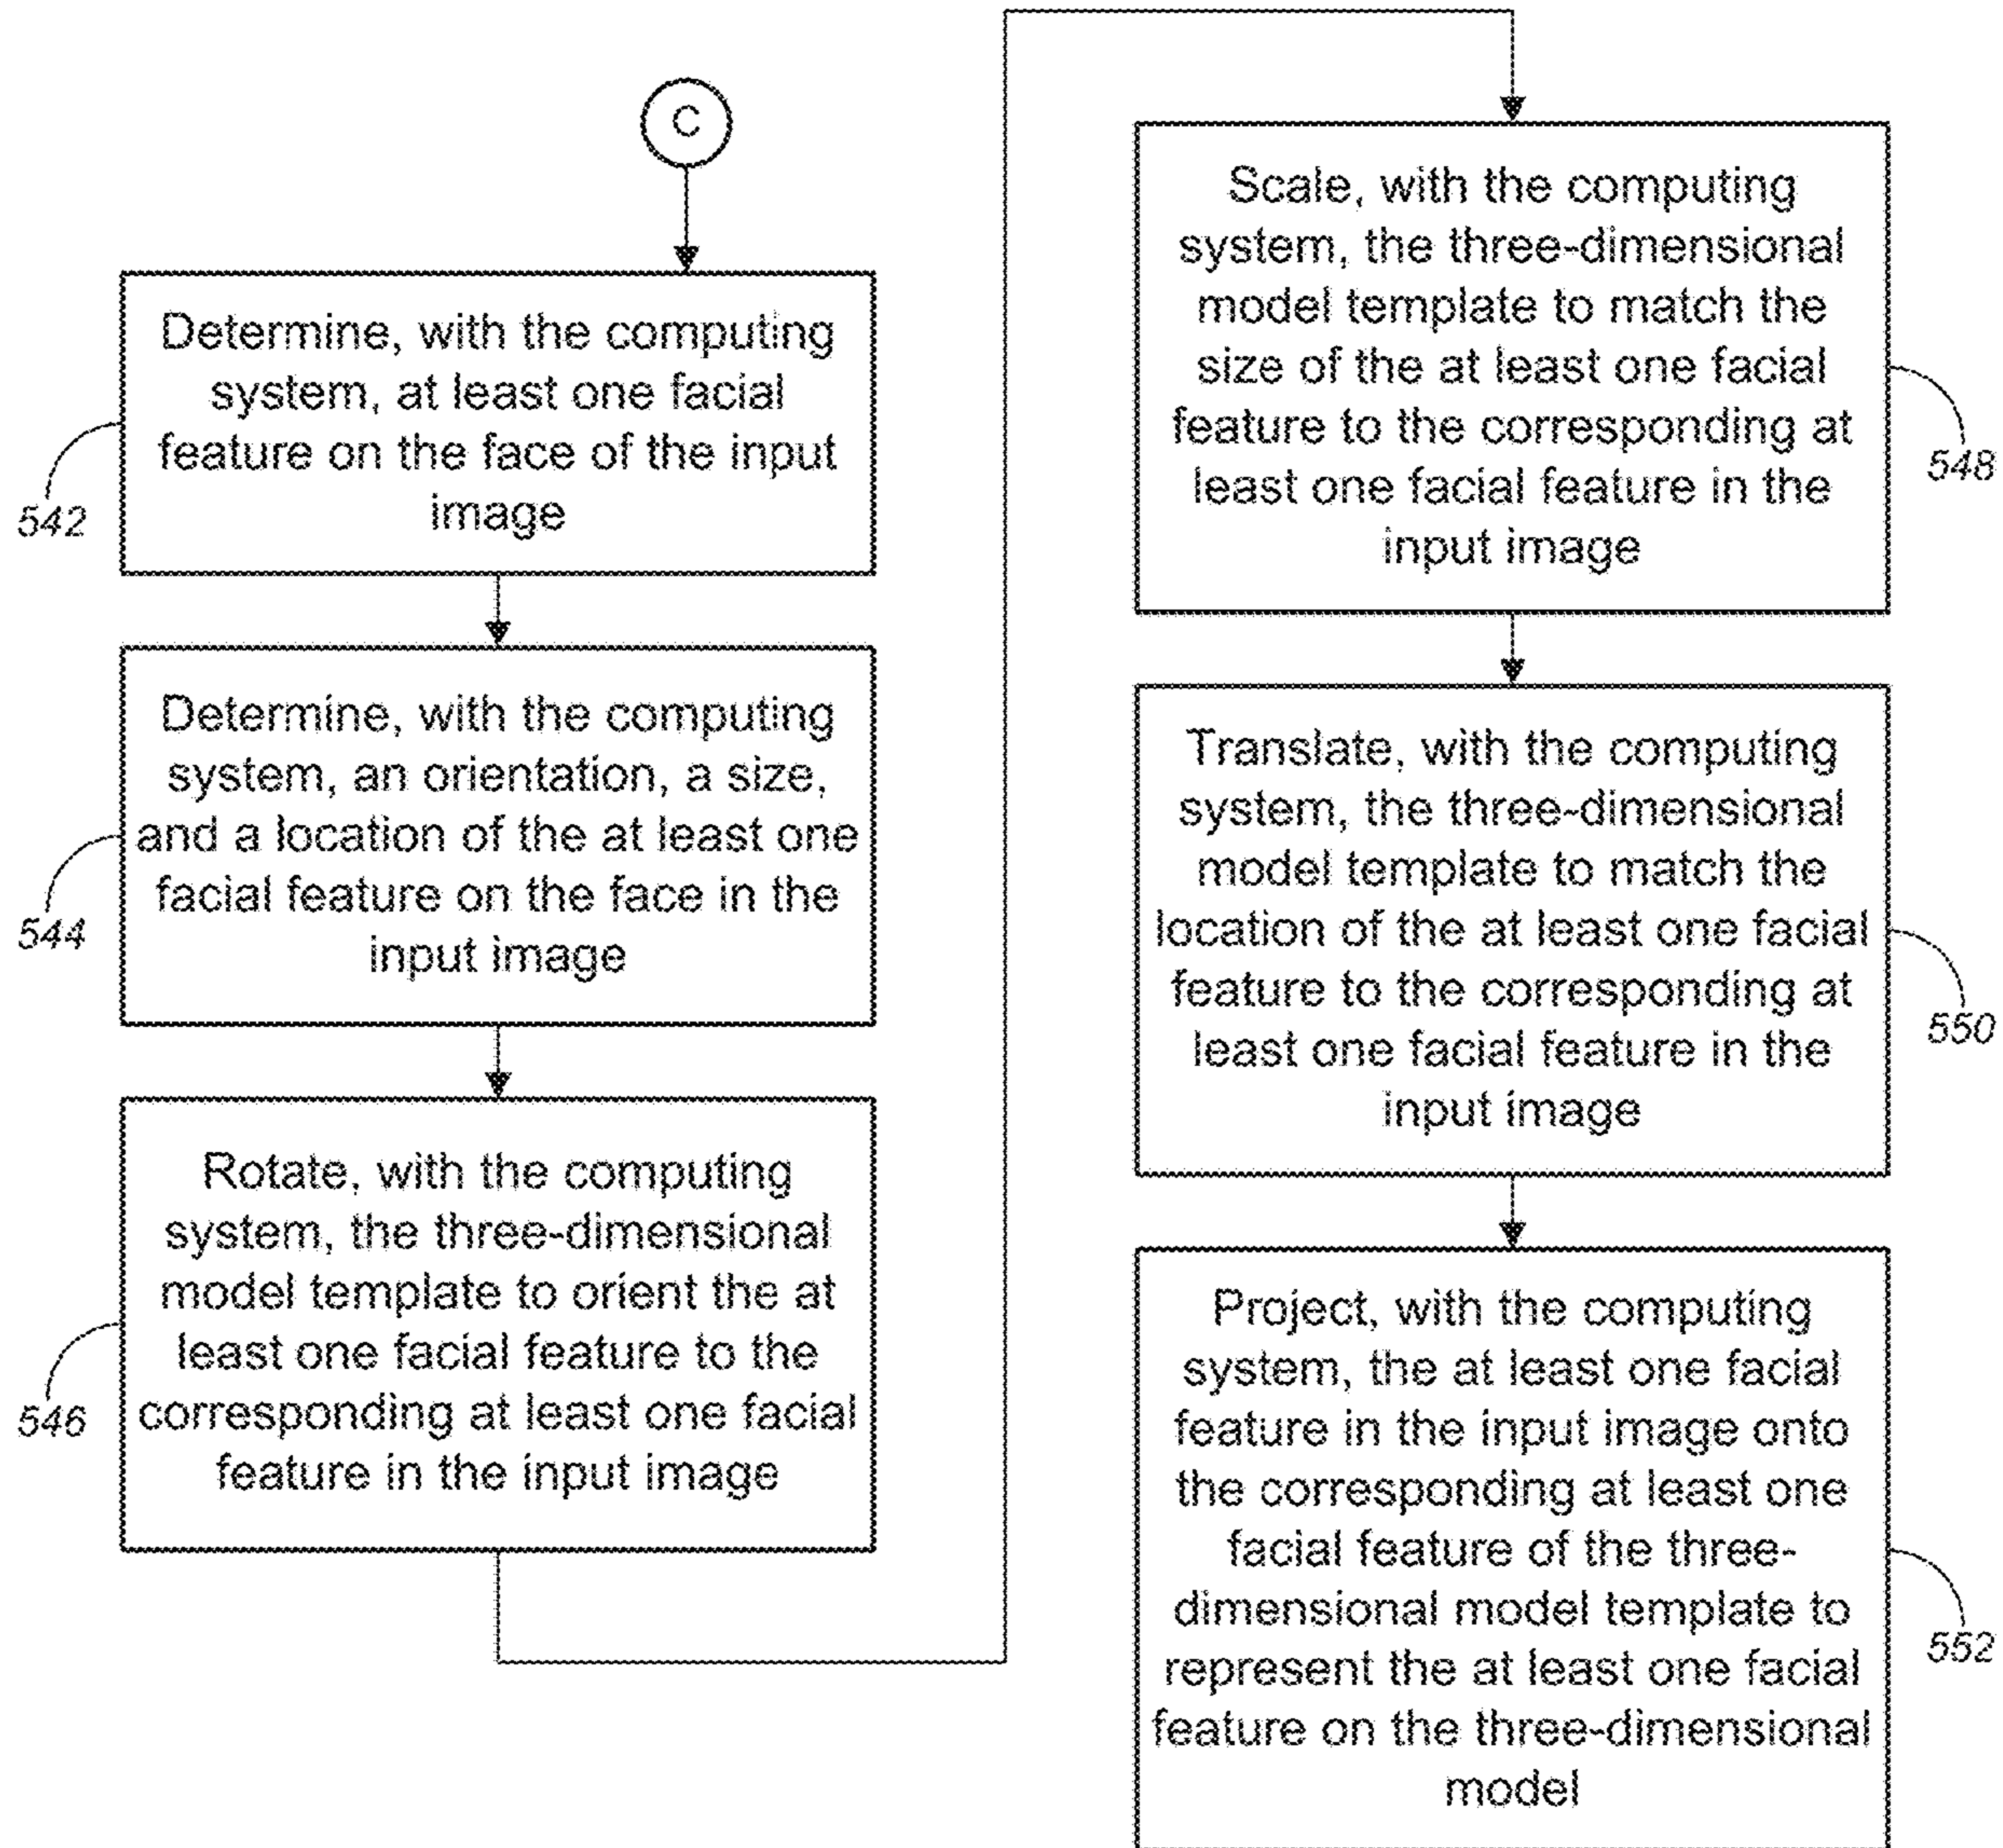 C
Determine, with the computing
system, at least one facial
feature on the face of the input
image
542
Determine, with the computing
system, an orientation, a size,
and a location of the at least one
facial feature on the face in the
input image
544
Rotate, with the computing
system, the three-dimensional
model template to orient the at
least one facial feature to the
corresponding at least one facial
feature in the input image
546
Scale, with the computing
system, the three-dimensional
model template to match the
size of the at least one facial
feature to the corresponding at
least one facial feature in the
input image
548
Translate, with the computing
system, the three-dimensional
model template to match the
location of the at least one facial
feature to the corresponding at
least one facial feature in the
input image
550
Project, with the computing
system, the at least one facial
feature in the input image onto
the corresponding at least one
facial feature of the three-
dimensional model template to
represent the at least one facial
feature on the three-dimensional
model
552